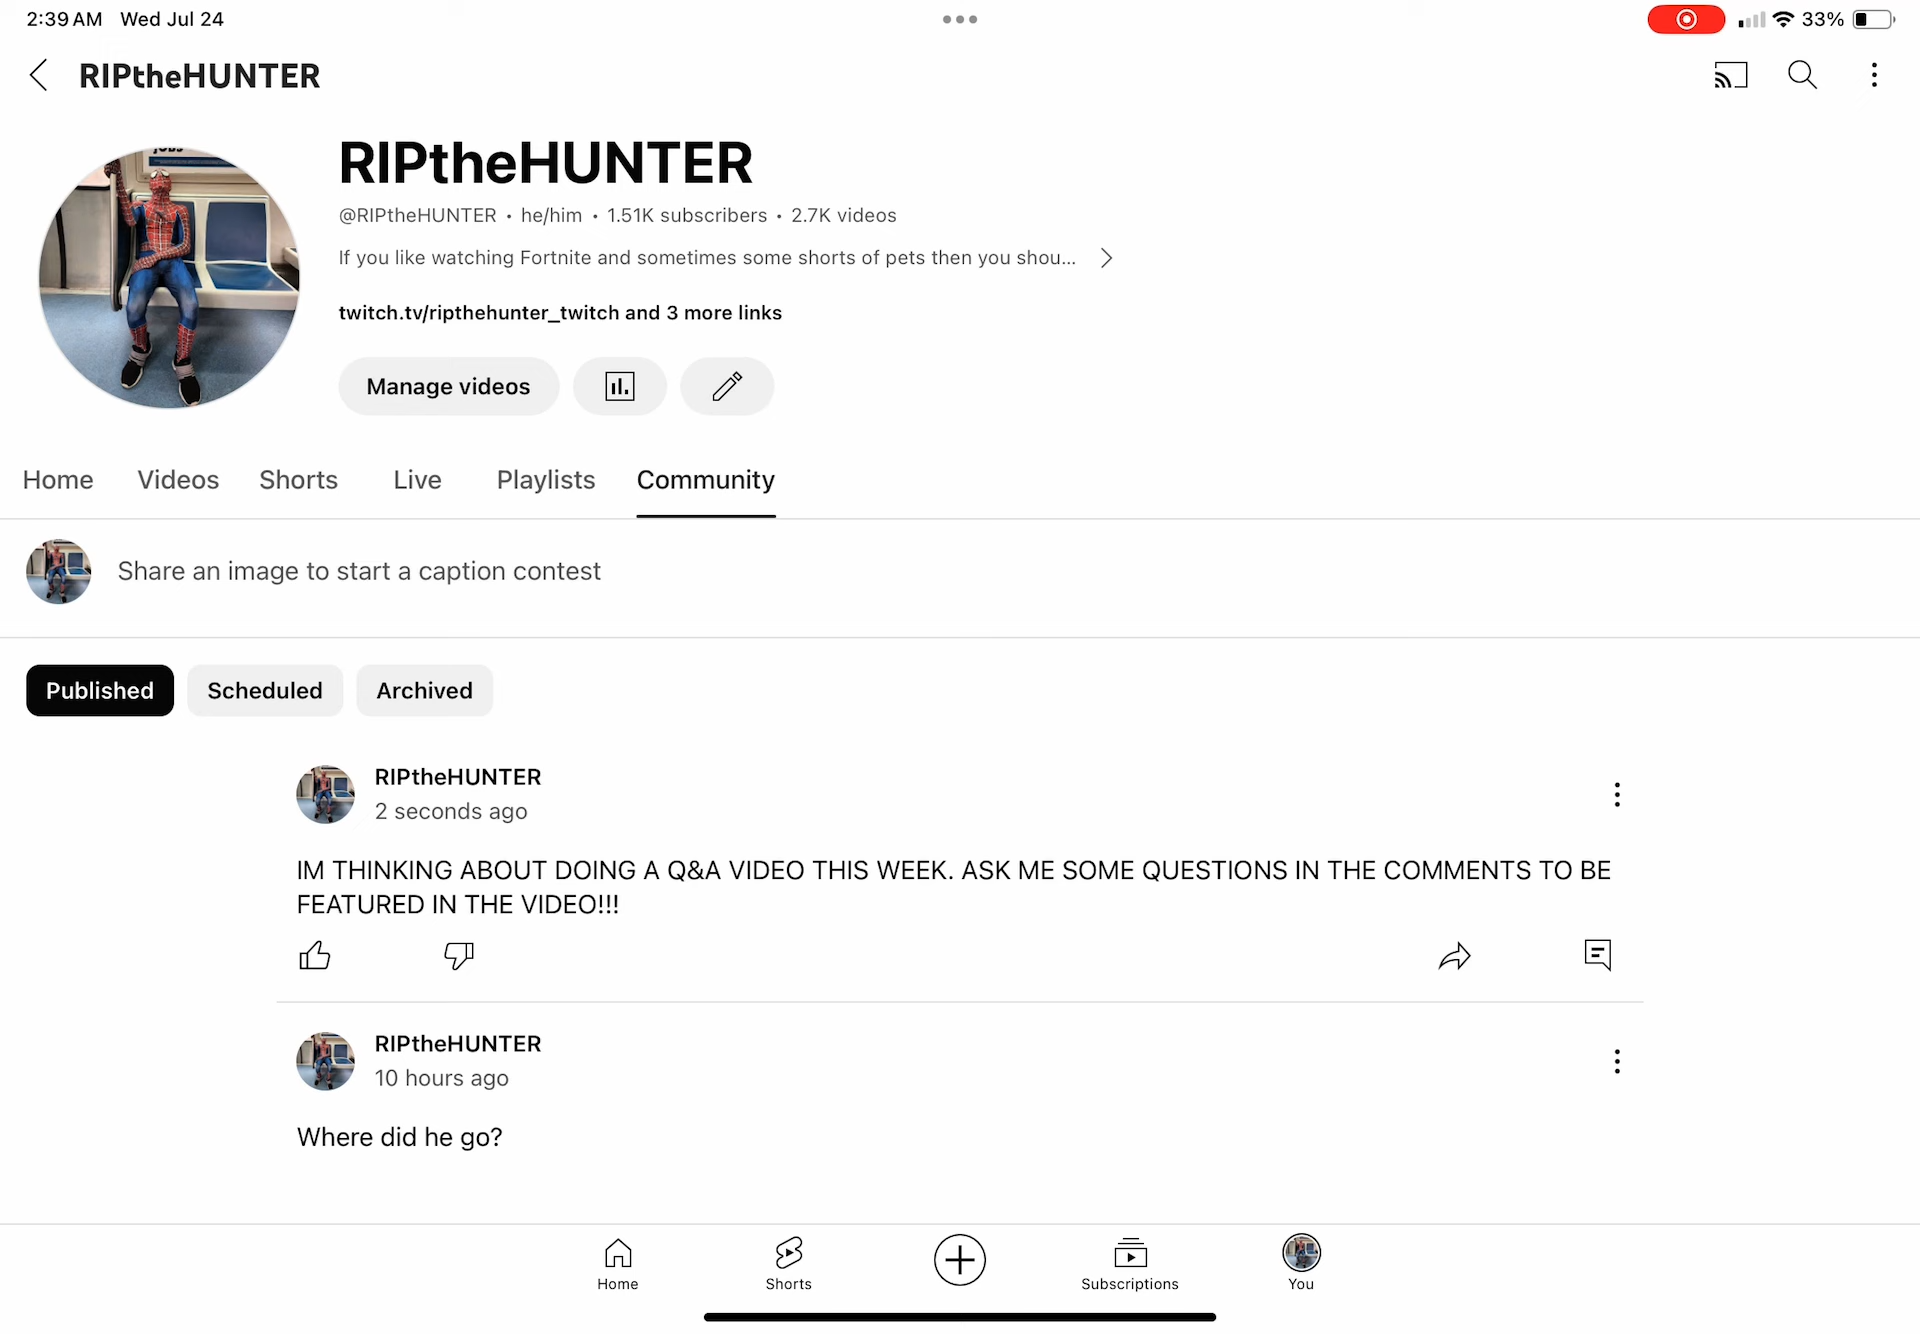 2:39 AM Wed Jul 24
33%
RIPtheHUNTER
RIPtheHUNTER
@RIPtheHUNTER • he/him • 1.51K subscribers • 2.7K videos
If you like watching Fortnite and sometimes some shorts of pets then you shou...
twitch.tv/ripthehunter_twitch and 3 more links
Manage videos
Home Videos Shorts Live Playlists Community
Share an image to start a caption contest
Published Scheduled Archived
RIPtheHUNTER
2 seconds ago
IM THINKING ABOUT DOING A Q&A VIDEO THIS WEEK. ASK ME SOME QUESTIONS IN THE COMMENTS TO BE
FEATURED IN THE VIDEO!!!
RIPtheHUNTER
10 hours ago
Where did he go?
Home Shorts Subscriptions You